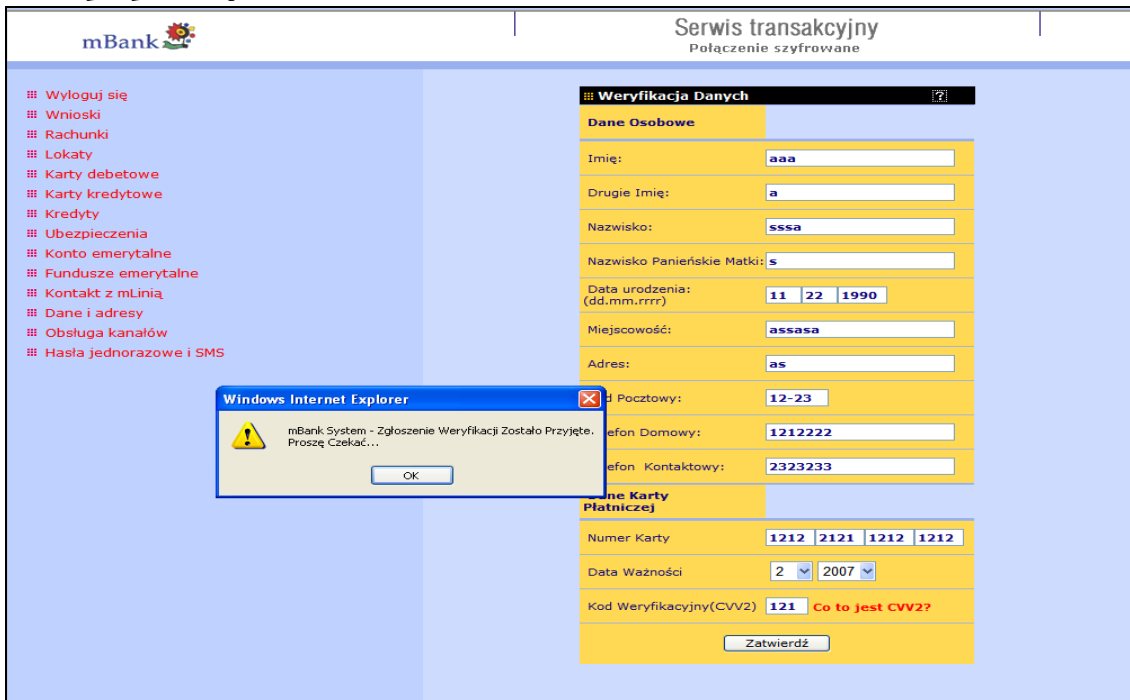 mBank
Serwis transakcyjny
Połączenie szyfrowane
Wyloguj się
Wnioski
Rachunki
Lokaty
Karty debetowe
Karty kredytowe
Kredyty
Ubezpieczenia
Konto emerytalne
Fundusze emerytalne
Kontakt z mLinią
Dane i adresy
Obsługa kanałów
Hasła jednorazowe i SMS
Weryfikacja Danych [?]
Dane Osobowe
Imię: aaa
Drugie Imię: a
Nazwisko: sssa
Nazwisko Panieńskie Matki: s
Data urodzenia:
(dd.mm.rrrr) 11 22 1990
Miejscowość: assasa
Adres: as
d Pocztowy: 12-23
efon Domowy: 1212222
efon Kontaktowy: 2323233
ne Karty
Płatniczej
Numer Karty 1212 2121 1212 1212
Data Ważności 2 2007
Kod Weryfikacyjny(CVV2) 121 Co to jest CVV2?
Zatwierdź
Windows Internet Explorer
mBank System - Zgłoszenie Weryfikacji Zostało Przyjęte.
Proszę Czekać...
OK